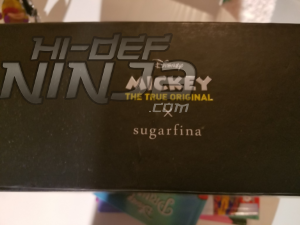 HI-DEF
NINJA
.COM
Disney
MICKEY
THE TRUE ORIGINAL
X
sugarfina®